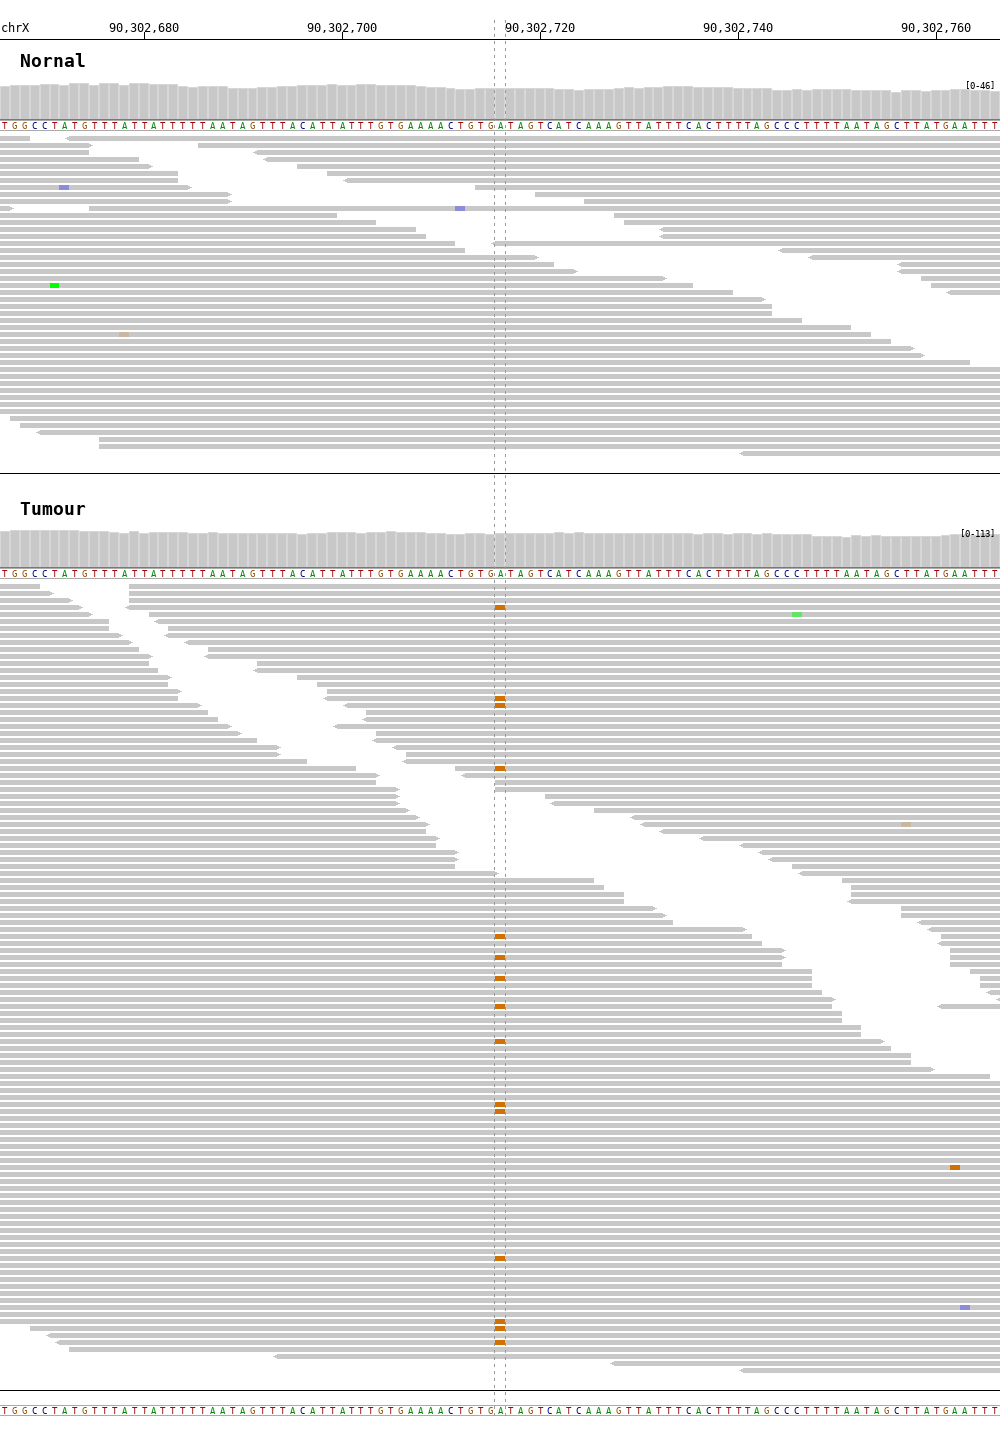 chrX 90,302,680 90,302,700 90,302,720 90,302,740 90,302,760
Nornal
[0-46]
TGGCCTATGTTTATTATTTTTAATAGTTTACATTATTTGTGAAAACTGTGATAGTCATCAAAGTTATTTCACTTTTAGCCCTTTTAATAGCTTATGAATTT
Tumour
[0-113]
TGGCCTATGTTTATTATTTTTAATAGTTTACATTATTTGTGAAAACTGTGATAGTCATCAAAGTTATTTCACTTTTAGCCCTTTTAATAGCTTATGAATTT
TGGCCTATGTTTATTATTTTTAATAGTTTACATTATTTGTGAAAACTGTGATAGTCATCAAAGTTATTTCACTTTTAGCCCTTTTAATAGCTTATGAATTT